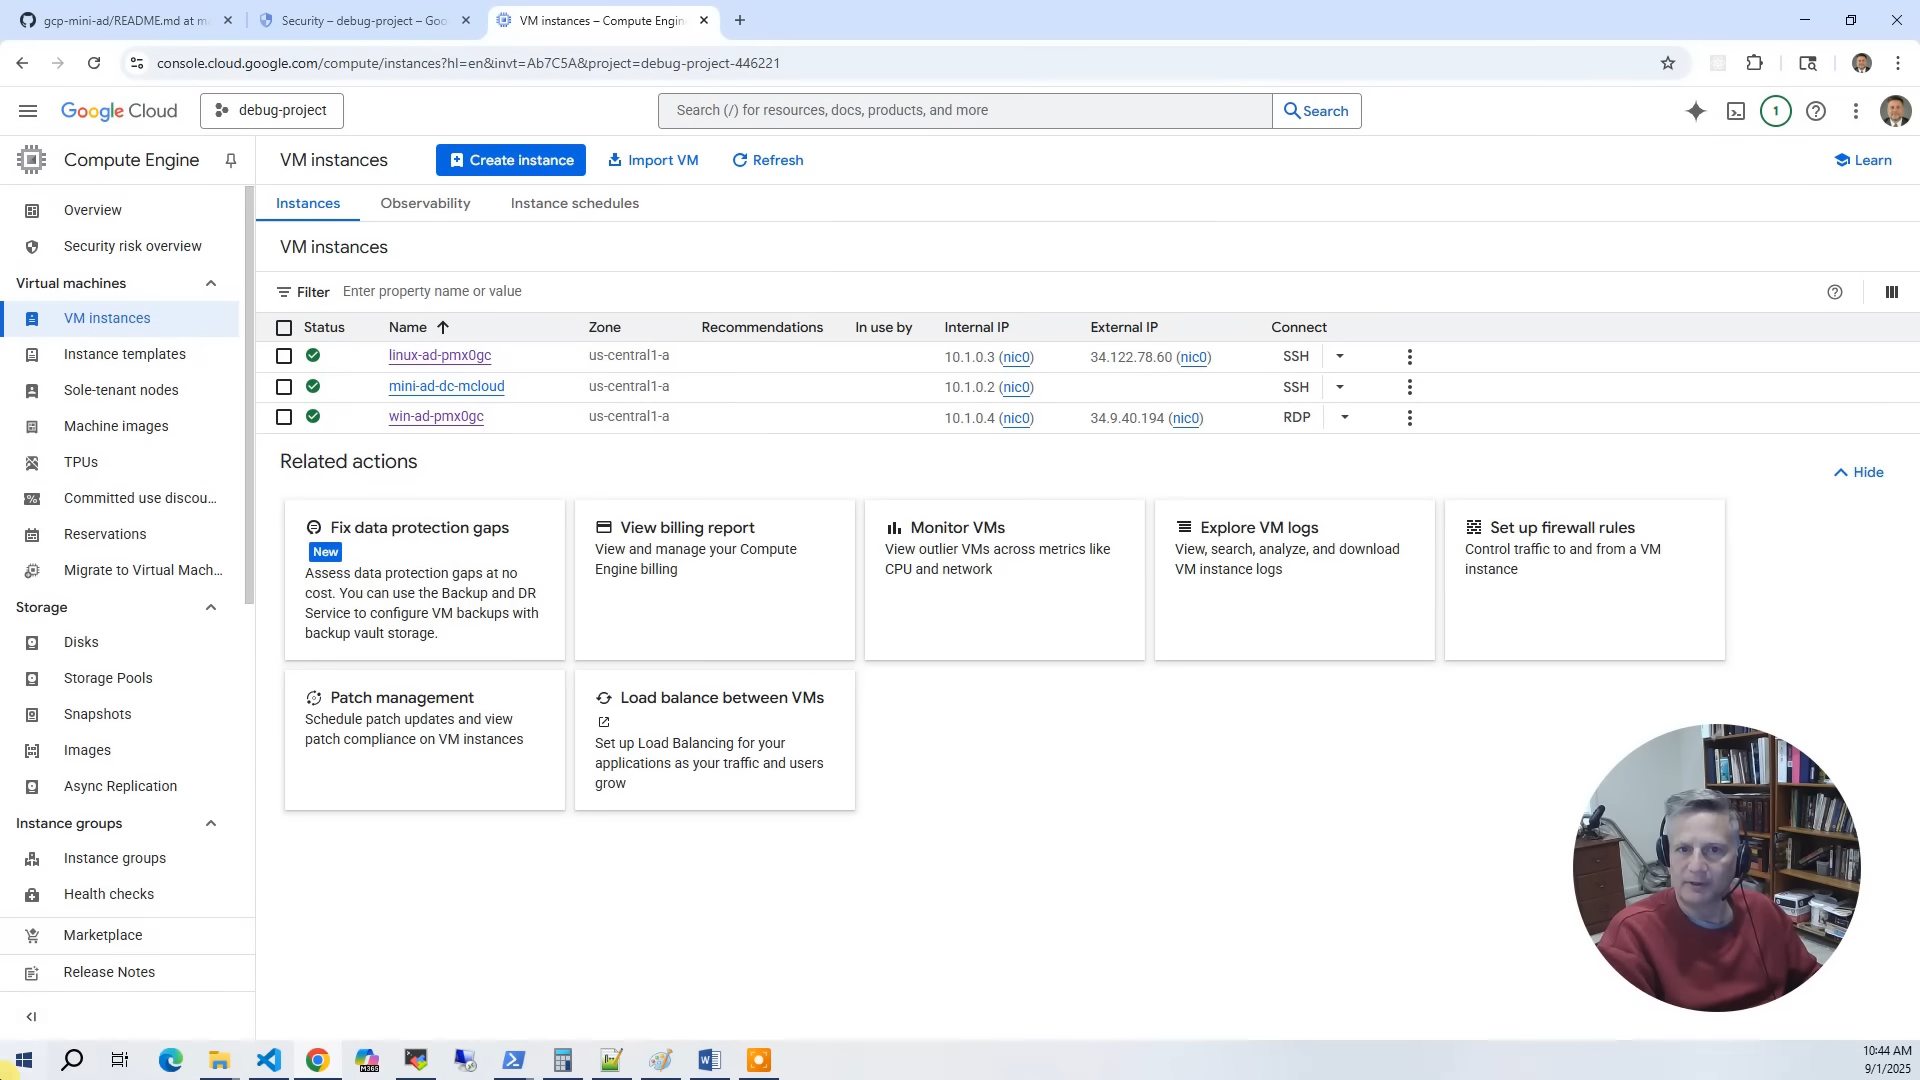 gcp-mini-ad/README.md at m
Security – debug-project – Goo
VM instances – Compute Engin
console.cloud.google.com/compute/instances?hl=en&invt=Ab7C5A&project=debug-project-446221
Google Cloud
debug-project
Search (/) for resources, docs, products, and more
Search
1
Compute Engine
VM instances
Create instance
Import VM
Refresh
Learn
Overview
Security risk overview
Virtual machines
VM instances
Instance templates
Sole-tenant nodes
Machine images
TPUs
Committed use discou...
Reservations
Migrate to Virtual Mach...
Storage
Disks
Storage Pools
Snapshots
Images
Async Replication
Instance groups
Instance groups
Health checks
Marketplace
Release Notes
Instances
Observability
Instance schedules
VM instances
Filter Enter property name or value
Status Name Zone Recommendations In use by Internal IP External IP Connect
linux-ad-pmx0gc us-central1-a 10.1.0.3 (nic0) 34.122.78.60 (nic0) SSH
mini-ad-dc-mcloud us-central1-a 10.1.0.2 (nic0) SSH
win-ad-pmx0gc us-central1-a 10.1.0.4 (nic0) 34.9.40.194 (nic0) RDP
Related actions
Hide
Fix data protection gaps
New
Assess data protection gaps at no
cost. You can use the Backup and DR
Service to configure VM backups with
backup vault storage.
View billing report
View and manage your Compute
Engine billing
Monitor VMs
View outlier VMs across metrics like
CPU and network
Explore VM logs
View, search, analyze, and download
VM instance logs
Set up firewall rules
Control traffic to and from a VM
instance
Patch management
Schedule patch updates and view
patch compliance on VM instances
Load balance between VMs
Set up Load Balancing for your
applications as your traffic and users
grow
M365
10:44 AM
9/1/2025